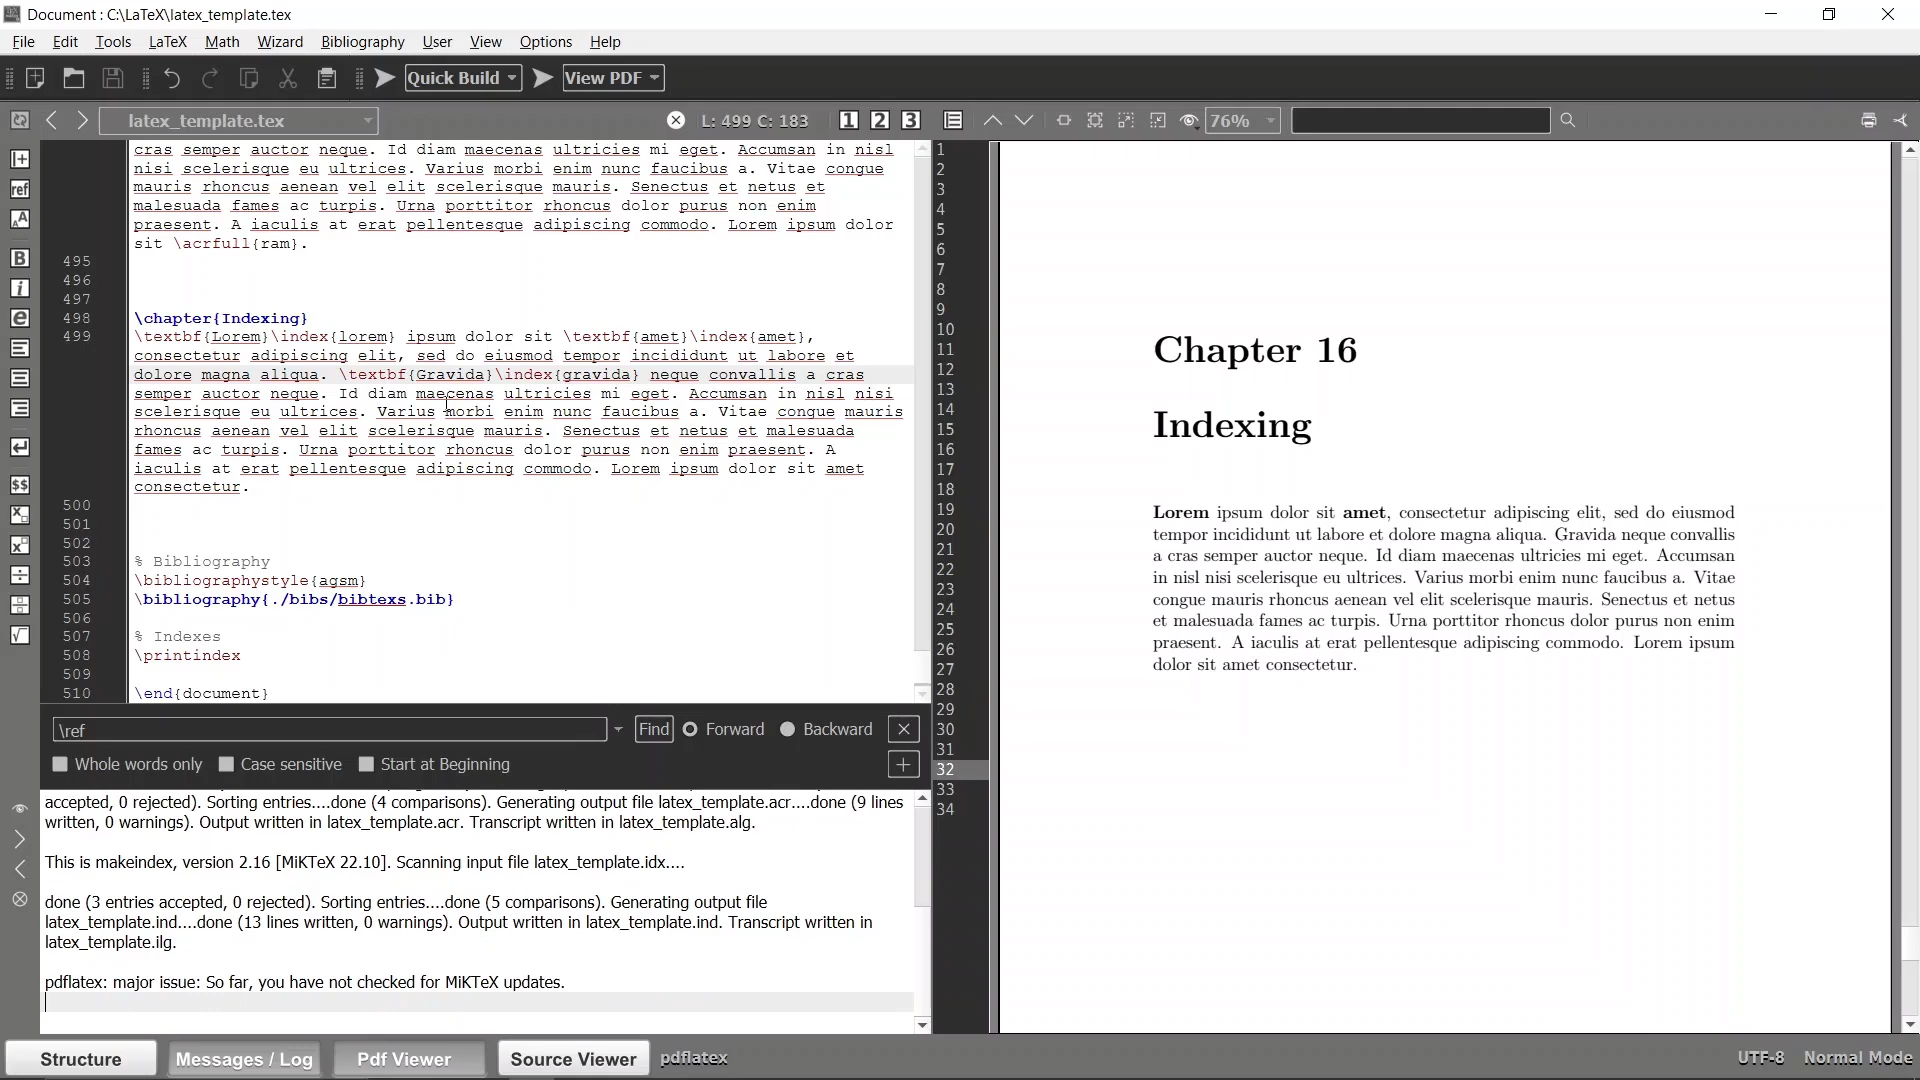 Document : C:\LaTeX\latex_template.tex
File Edit Tools LaTeX Math Wizard Bibliography User View Options Help
Quick Build View PDF
latex_template.tex L: 499 C: 183 1 2 3 76%
cras semper auctor neque. Id diam maecenas ultricies mi eget. Accumsan in nisl
nisi scelerisque eu ultrices. Varius morbi enim nunc faucibus a. Vitae congue
mauris rhoncus aenean vel elit scelerisque mauris. Senectus et netus et
malesuada fames ac turpis. Urna porttitor rhoncus dolor purus non enim
praesent. A iaculis at erat pellentesque adipiscing commodo. Lorem ipsum dolor
sit \acrfull{ram}.
495
496
497
498 \chapter{Indexing}
499 \textbf{Lorem}\index{lorem} ipsum dolor sit \textbf{amet}\index{amet},
consectetur adipiscing elit, sed do eiusmod tempor incididunt ut labore et
dolore magna aliqua. \textbf{Gravida}\index{gravida} neque convallis a cras
semper auctor neque. Id diam maecenas ultricies mi eget. Accumsan in nisl nisi
scelerisque eu ultrices. Varius morbi enim nunc faucibus a. Vitae congue mauris
rhoncus aenean vel elit scelerisque mauris. Senectus et netus et malesuada
fames ac turpis. Urna porttitor rhoncus dolor purus non enim praesent. A
iaculis at erat pellentesque adipiscing commodo. Lorem ipsum dolor sit amet
consectetur.
500
501
502
503 % Bibliography
504 \bibliographystyle{agsm}
505 \bibliography{./bibs/bibtexs.bib}
506
507 % Indexes
508 \printindex
509
510 \end{document}
\ref Find Forward Backward
Whole words only Case sensitive Start at Beginning
accepted, 0 rejected). Sorting entries....done (4 comparisons). Generating output file latex_template.acr....done (9 lines
written, 0 warnings). Output written in latex_template.acr. Transcript written in latex_template.alg.
This is makeindex, version 2.16 [MiKTeX 22.10]. Scanning input file latex_template.idx....
done (3 entries accepted, 0 rejected). Sorting entries....done (5 comparisons). Generating output file
latex_template.ind....done (13 lines written, 0 warnings). Output written in latex_template.ind. Transcript written in
latex_template.ilg.
pdflatex: major issue: So far, you have not checked for MiKTeX updates.
1
2
3
4
5
6
7
8
9
10
11
12
13
14
15
16
17
18
19
20
21
22
23
24
25
26
27
28
29
30
31
32
33
34
Chapter 16
Indexing
Lorem ipsum dolor sit amet, consectetur adipiscing elit, sed do eiusmod
tempor incididunt ut labore et dolore magna aliqua. Gravida neque convallis
a cras semper auctor neque. Id diam maecenas ultricies mi eget. Accumsan
in nisl nisi scelerisque eu ultrices. Varius morbi enim nunc faucibus a. Vitae
congue mauris rhoncus aenean vel elit scelerisque mauris. Senectus et netus
et malesuada fames ac turpis. Urna porttitor rhoncus dolor purus non enim
praesent. A iaculis at erat pellentesque adipiscing commodo. Lorem ipsum
dolor sit amet consectetur.
Structure Messages / Log Pdf Viewer Source Viewer pdflatex UTF-8 Normal Mode